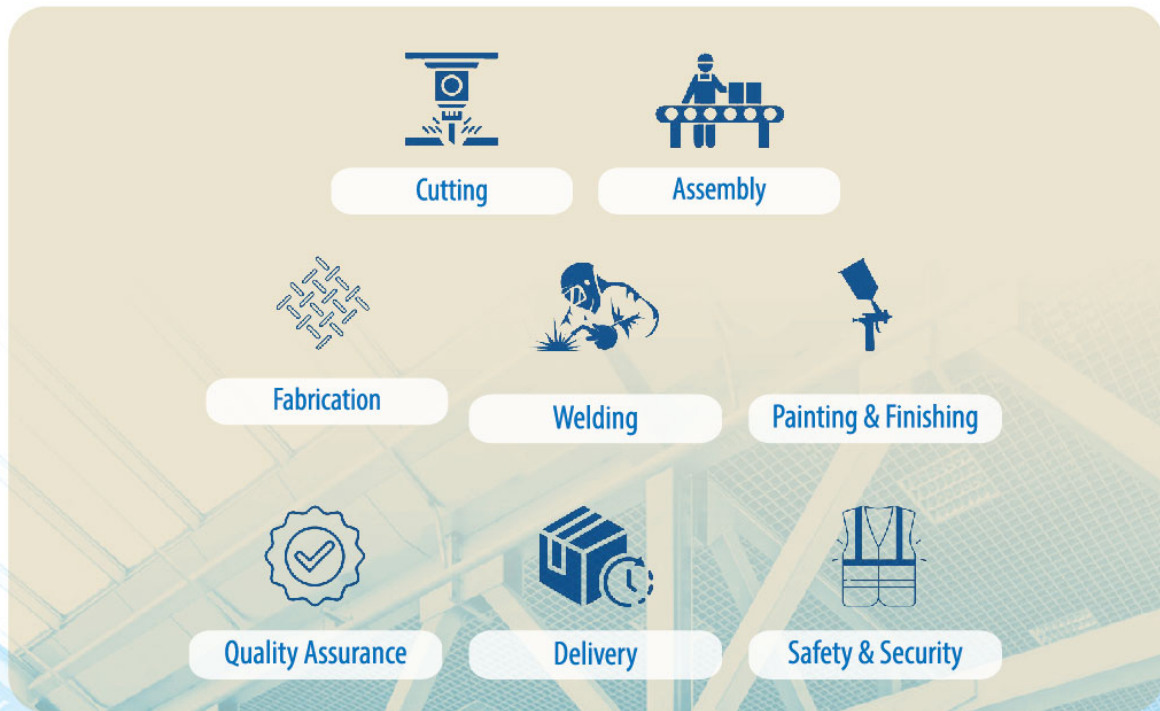 Cutting
Assembly
Fabrication
Welding
Painting & Finishing
Quality Assurance
Delivery
Safety & Security